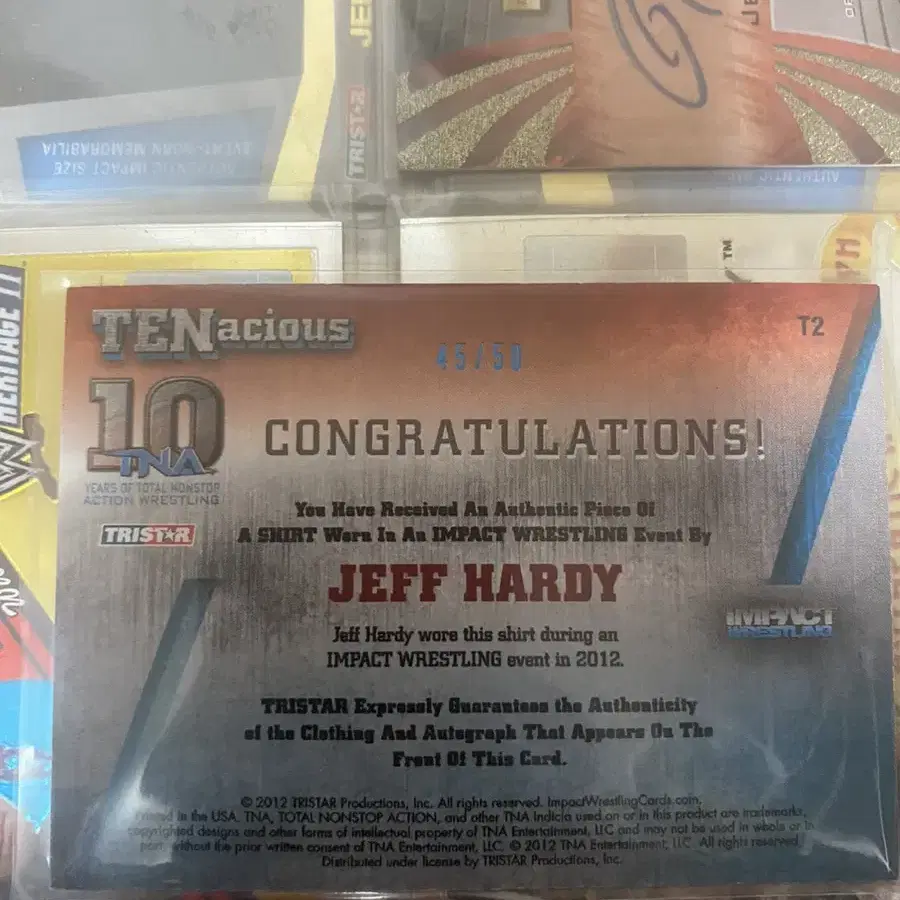 JEF
TRISTAR
AUTHENTIC IMPACT SIZE
EVENT-WORN MEMORABILIA
AUTHENTIC
TM
HERITAGE II
TENacious
T2
45/50
10
TNA
YEARS OF TOTAL NONSTOP
ACTION WRESTLING
CONGRATULATIONS!
TRISTAR
You Have Received An Authentic Piece Of
A SHIRT Worn In An IMPACT WRESTLING Event By
JEFF HARDY
IMPACT
WRESTLING
Jeff Hardy wore this shirt during an
IMPACT WRESTLING event in 2012.
TRISTAR Expressly Guarantees the Authenticity
of the Clothing And Autograph That Appears On The
Front Of This Card.
© 2012 TRISTAR Productions, Inc. All rights reserved. ImpactWrestlingCards.com.
Printed in the USA. TNA, TOTAL NONSTOP ACTION, and other TNA Indicia used on or in this product are trademarks,
copyrighted designs and other forms of intellectual property of TNA Entertainment, LLC and may not be used in whole or in
part, without the prior written consent of TNA Entertainment, LLC. © 2012 TNA Entertainment, LLC. All rights reserved.
Distributed under license by TRISTAR Productions, Inc.